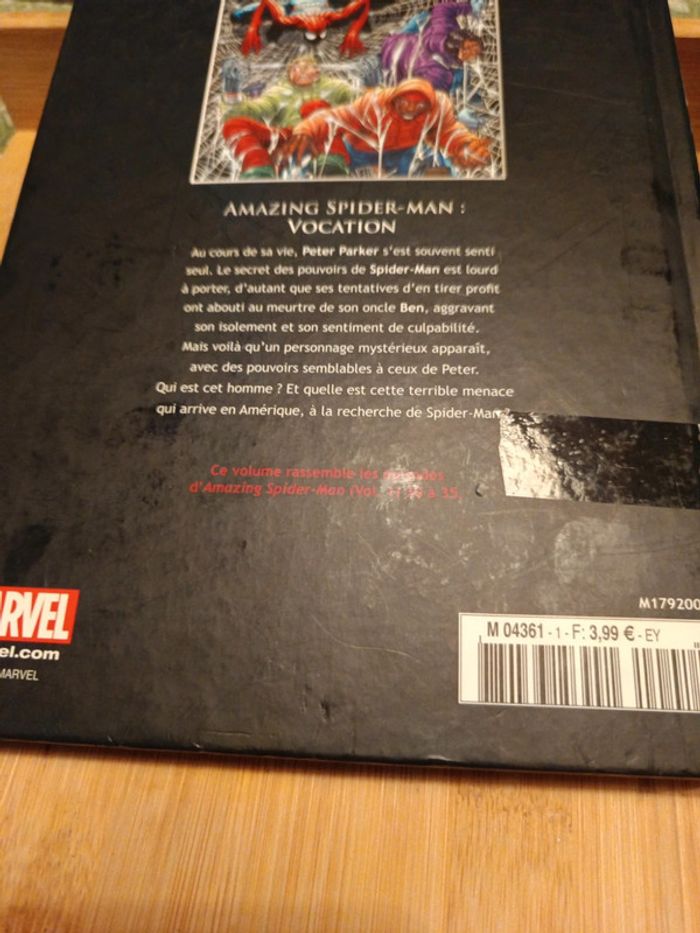 AMAZING SPIDER-MAN :
VOCATION
Au cours de sa vie, Peter Parker s'est souvent senti
seul. Le secret des pouvoirs de Spider-Man est lourd
à porter, d'autant que ses tentatives d'en tirer profit
ont abouti au meurtre de son oncle Ben, aggravant
son isolement et son sentiment de culpabilité.
Mais voilà qu'un personnage mystérieux apparaît,
avec des pouvoirs semblables à ceux de Peter.
Qui est cet homme ? Et quelle est cette terrible menace
qui arrive en Amérique, à la recherche de Spider-Man ?
Ce volume rassemble les
d'Amazing Spider-Man (Vol. à 35
M179200
ARVEL
M 04361 - 1 - F: 3,99 € - EY
vel.com
MARVEL